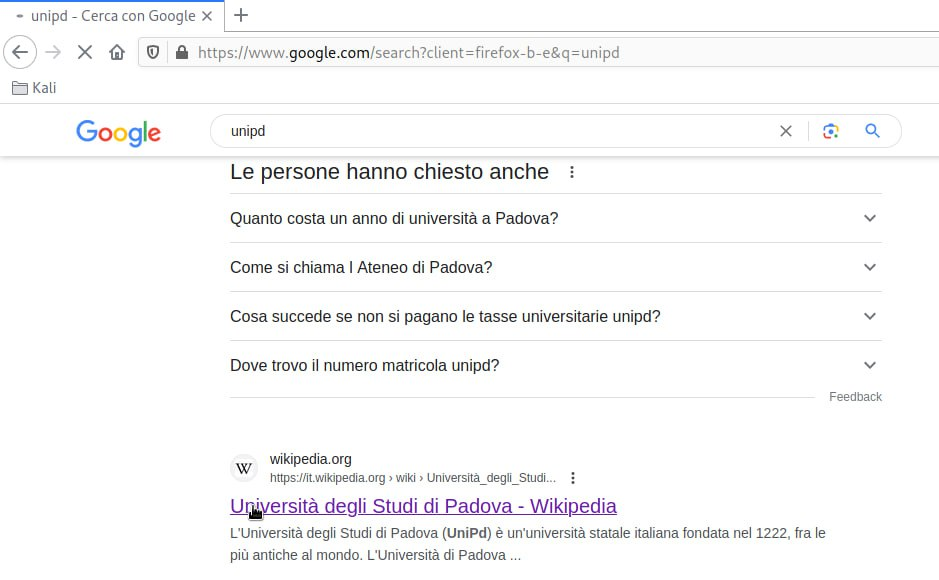 unipd - Cerca con Google
https://www.google.com/search?client=firefox-b-e&q=unipd
Kali
Google
unipd
Le persone hanno chiesto anche
Quanto costa un anno di università a Padova?
Come si chiama l Ateneo di Padova?
Cosa succede se non si pagano le tasse universitarie unipd?
Dove trovo il numero matricola unipd?
Feedback
W
wikipedia.org
https://it.wikipedia.org › wiki › Università_degli_Studi...
Università degli Studi di Padova - Wikipedia
L'Università degli Studi di Padova (UniPd) è un'università statale italiana fondata nel 1222, fra le
più antiche al mondo. L'Università di Padova ...